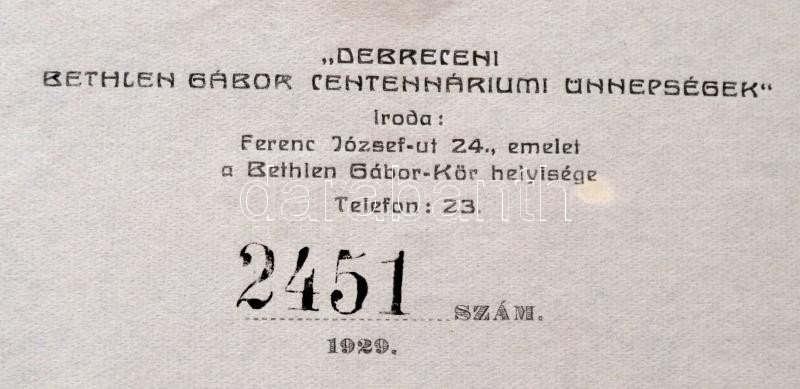 „DEBRECENI
BETHLEN GÁBOR CENTENNÁRIUMI ÜNNEPSÉGEK“
Iroda:
Ferenc József-ut 24., emelet
a Bethlen Gábor-Kör helyisége
darabanth
Telefon: 23.
2451 SZÁM.
1929.